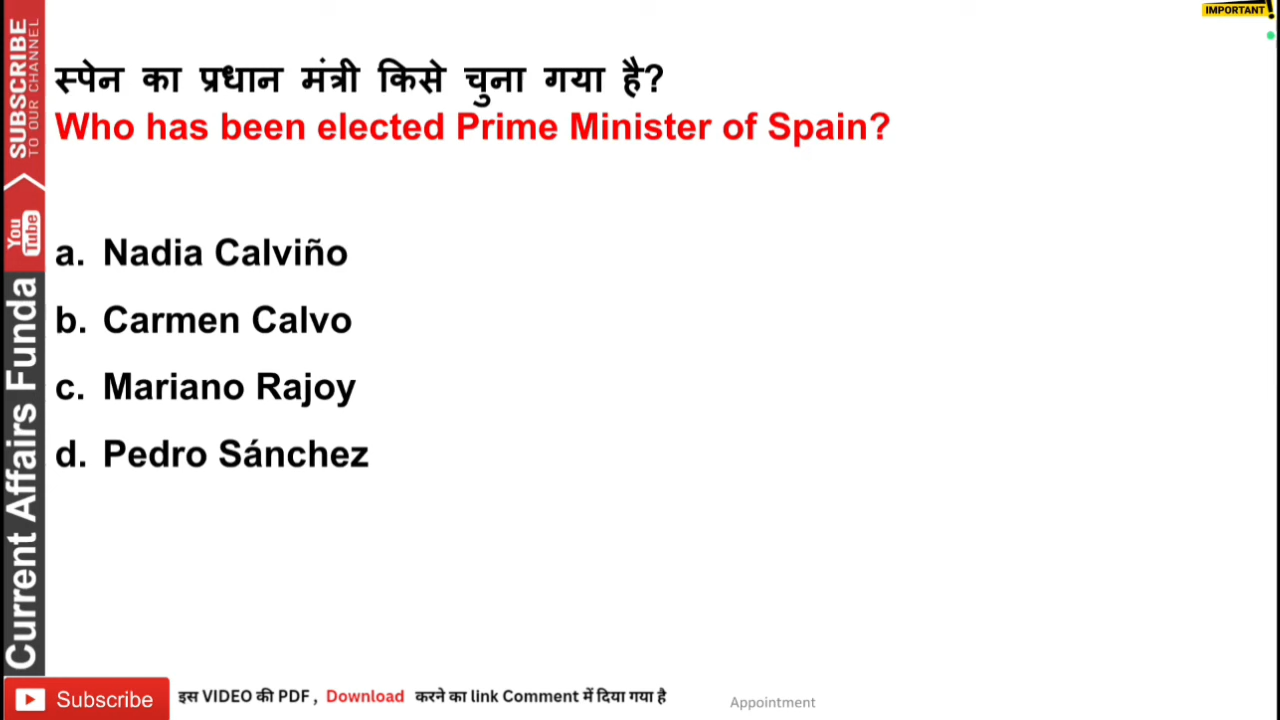 IMPORTANT!
स्पेन का प्रधान मंत्री किसे चुना गया है?
Who has been elected Prime Minister of Spain?
a. Nadia Calviño
b. Carmen Calvo
c. Mariano Rajoy
d. Pedro Sánchez
SUBSCRIBE
TO OUR CHANNEL
You
Tube
Current Affairs Funda
Subscribe
इस VIDEO की PDF , Download करने का link Comment में दिया गया है
Appointment